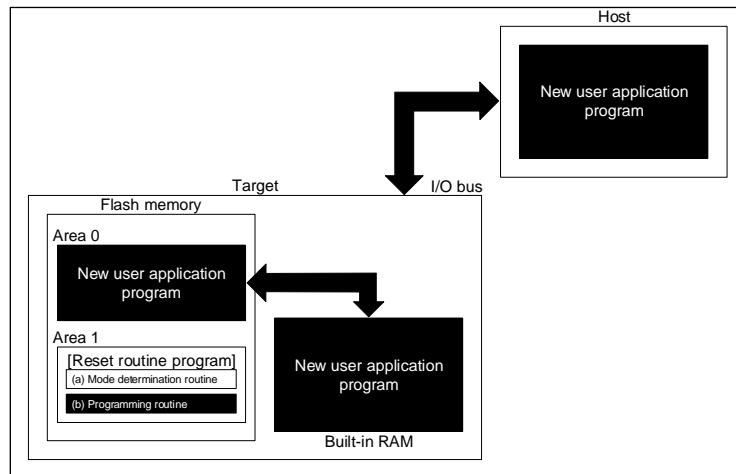 Host
New user application
program
Target
I/O bus
Flash memory
Area 0
New user application
program
Area 1
[Reset routine program]
(a) Mode determination routine
(b) Programming routine
New user application
program
Built-in RAM